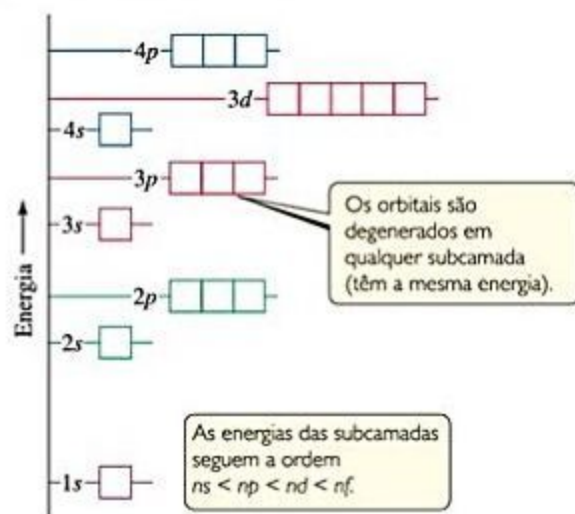 4p
3d
4s
3p
Os orbitais são
degenerados em
qualquer subcamada
(têm a mesma energia).
3s
Energia
2p
2s
As energias das subcamadas
seguem a ordem
ns < np < nd < nf.
1s